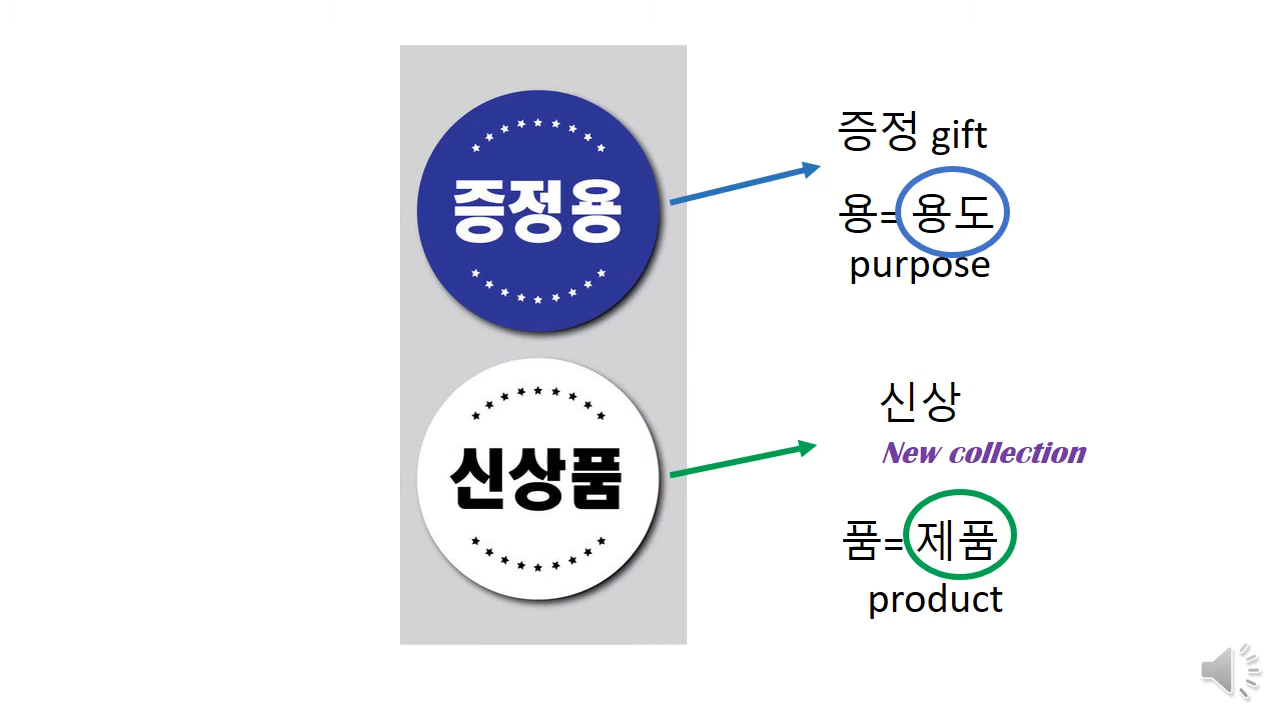 증정용
신상품
증정 gift
용= 용도
purpose
신상
New collection
품= 제품
product